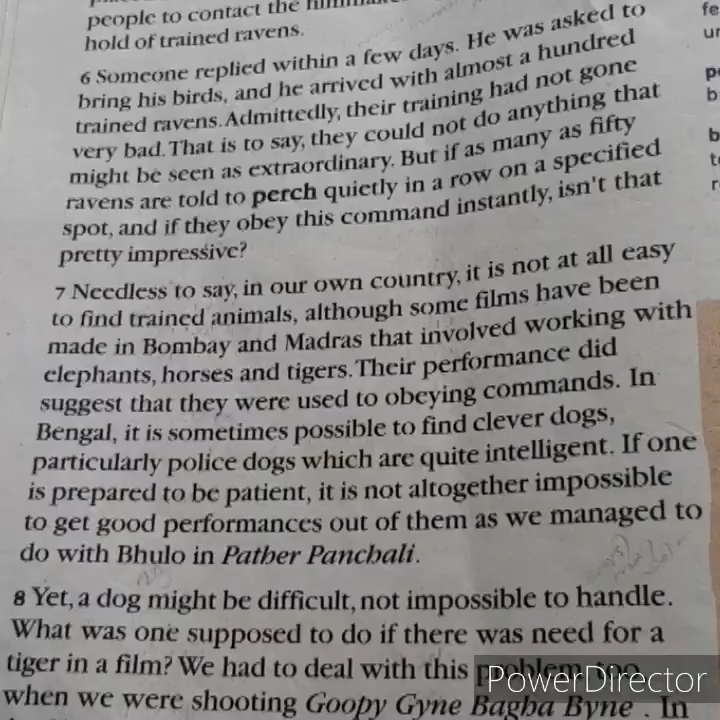 people to contact the
hold of trained ravens.
6 Someone replied within a few days. He was asked to
bring his birds, and he arrived with almost a hundred
trained ravens. Admittedly, their training had not gone
very bad. That is to say, they could not do anything that
might be seen as extraordinary. But if as many as fifty
ravens are told to perch quietly in a row on a specified
spot, and if they obey this command instantly, isn't that
pretty impressive?
7 Needless to say, in our own country, it is not at all easy
to find trained animals, although some films have been
made in Bombay and Madras that involved working with
elephants, horses and tigers. Their performance did
suggest that they were used to obeying commands. In
Bengal, it is sometimes possible to find clever dogs,
particularly police dogs which are quite intelligent. If one
is prepared to be patient, it is not altogether impossible
to get good performances out of them as we managed to
do with Bhulo in Pather Panchali.
8 Yet, a dog might be difficult, not impossible to handle.
What was one supposed to do if there was need for a
tiger in a film? We had to deal with this problem too,
when we were shooting Goopy Gyne Bagha Byne. In
PowerDirector